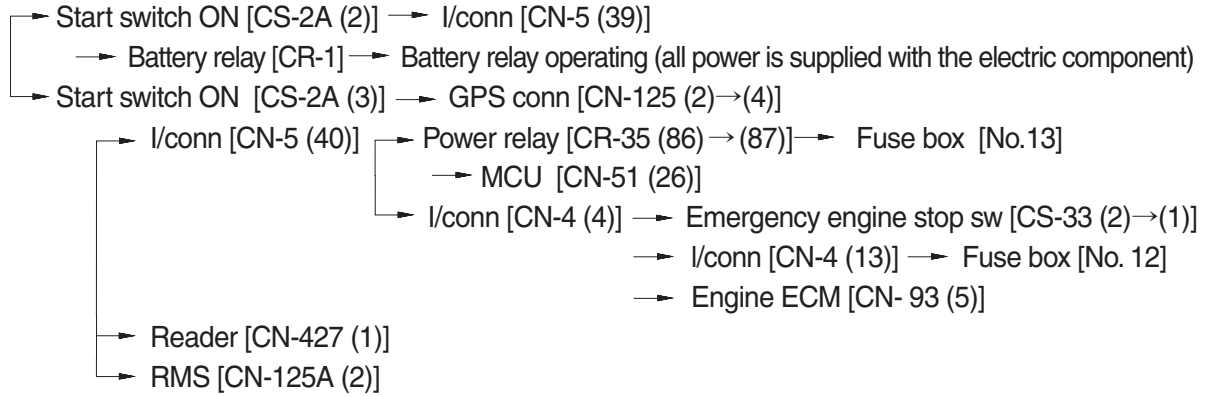 Start switch ON [CS-2A (2)] → I/conn [CN-5 (39)]
→ Battery relay [CR-1] → Battery relay operating (all power is supplied with the electric component)
Start switch ON [CS-2A (3)] → GPS conn [CN-125 (2)→(4)]
I/conn [CN-5 (40)] → Power relay [CR-35 (86)→(87)] → Fuse box [No.13]
→ MCU [CN-51 (26)]
I/conn [CN-4 (4)] → Emergency engine stop sw [CS-33 (2)→(1)]
→ I/conn [CN-4 (13)] → Fuse box [No. 12]
→ Engine ECM [CN- 93 (5)]
Reader [CN-427 (1)]
RMS [CN-125A (2)]